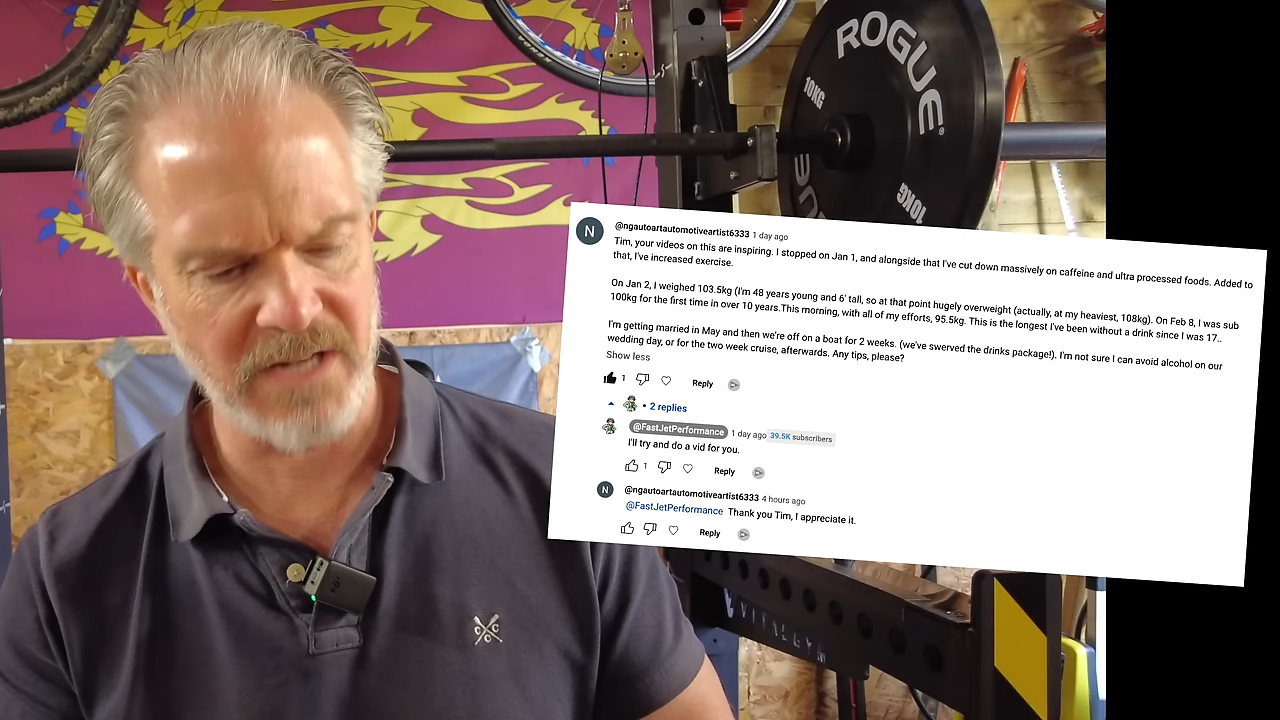 ROGUE
10KG
10KG
N
@ngautoartautomotiveartist6333 1 day ago
Tim, your videos on this are inspiring. I stopped on Jan 1, and alongside that I've cut down massively on caffeine and ultra processed foods. Added to
that, I've increased exercise.
On Jan 2, I weighed 103.5kg (I'm 48 years young and 6' tall, so at that point hugely overweight (actually, at my heaviest, 108kg). On Feb 8, I was sub
100kg for the first time in over 10 years.This morning, with all of my efforts, 95.5kg. This is the longest I've been without a drink since I was 17..
I'm getting married in May and then we're off on a boat for 2 weeks. (we've swerved the drinks package!). I'm not sure I can avoid alcohol on our
wedding day, or for the two week cruise, afterwards. Any tips, please?
Show less
1 Reply
• 2 replies
@FastJetPerformance 1 day ago 39.5K subscribers
I'll try and do a vid for you.
1 Reply
N
@ngautoartautomotiveartist6333 4 hours ago
@FastJetPerformance Thank you Tim, I appreciate it.
Reply
CCC